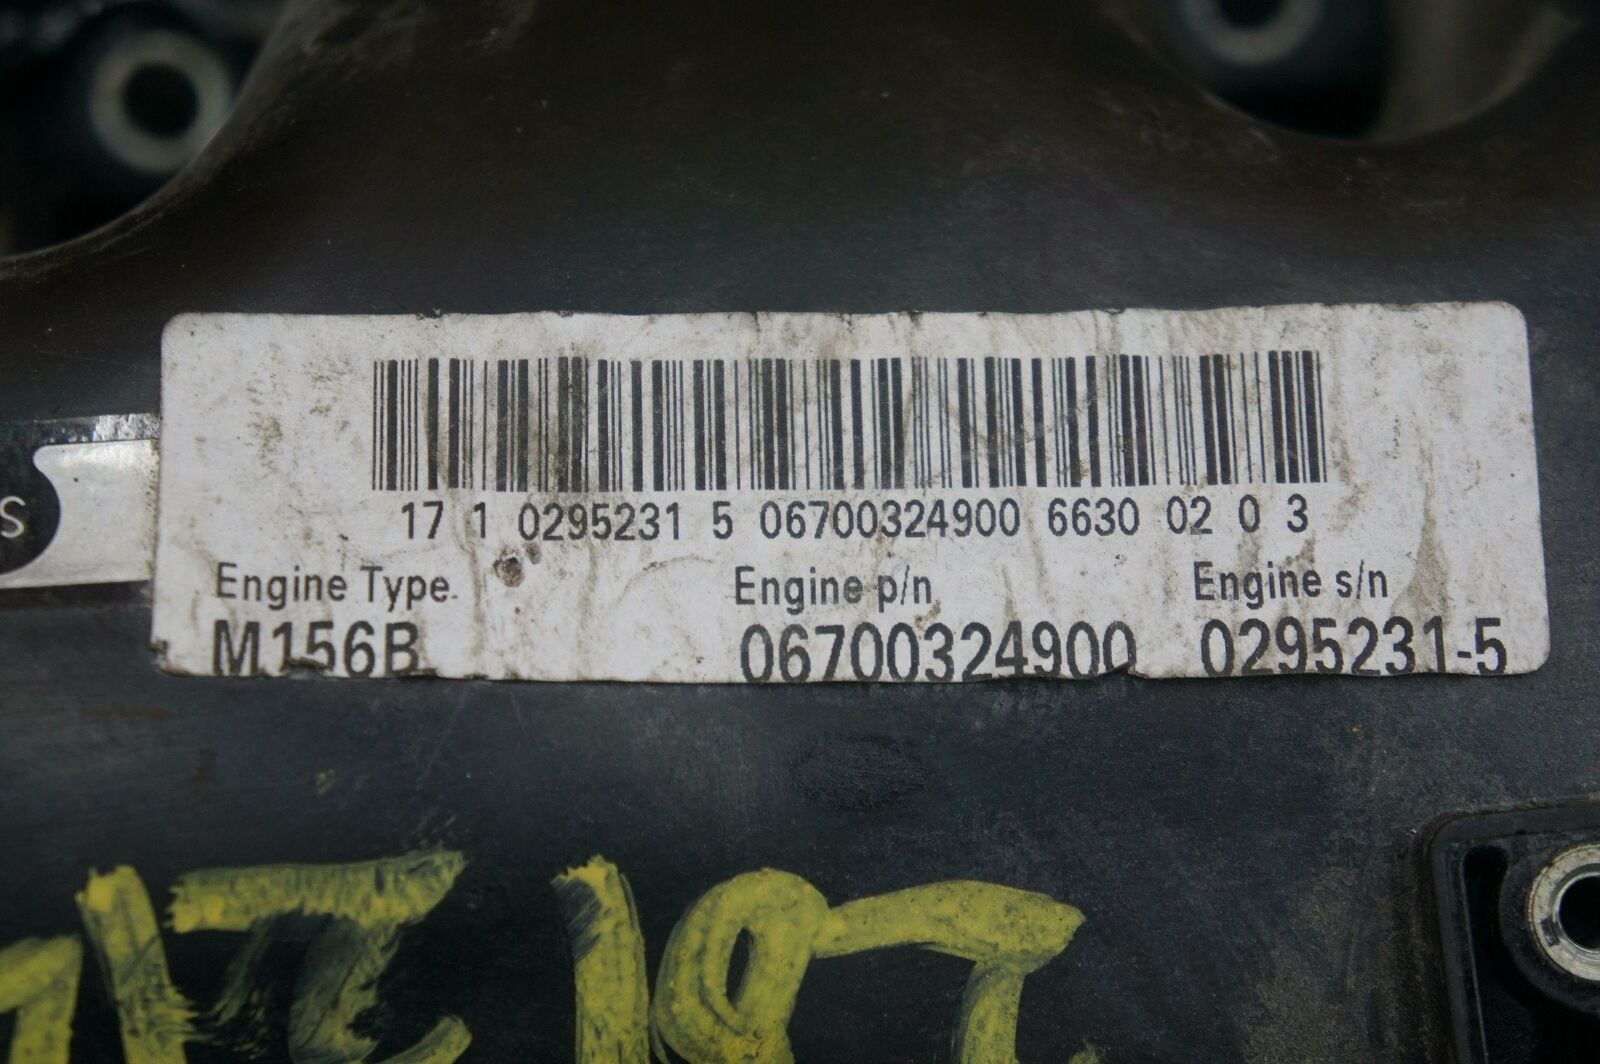 17 1 0295231 5 06700324900 6630 02 0 3
Engine Type Engine p/n Engine s/n
M156B 06700324900 0295231-5
S